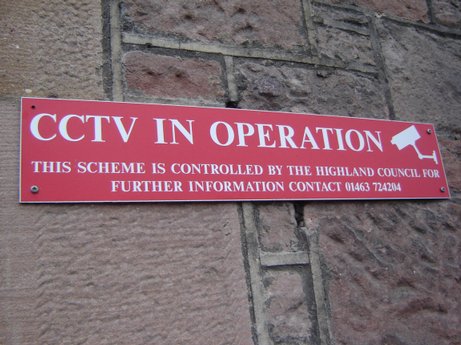 CCTV IN OPERATION
THIS SCHEME IS CONTROLLED BY THE HIGHLAND COUNCIL FOR
FURTHER INFORMATION CONTACT 01463 724204